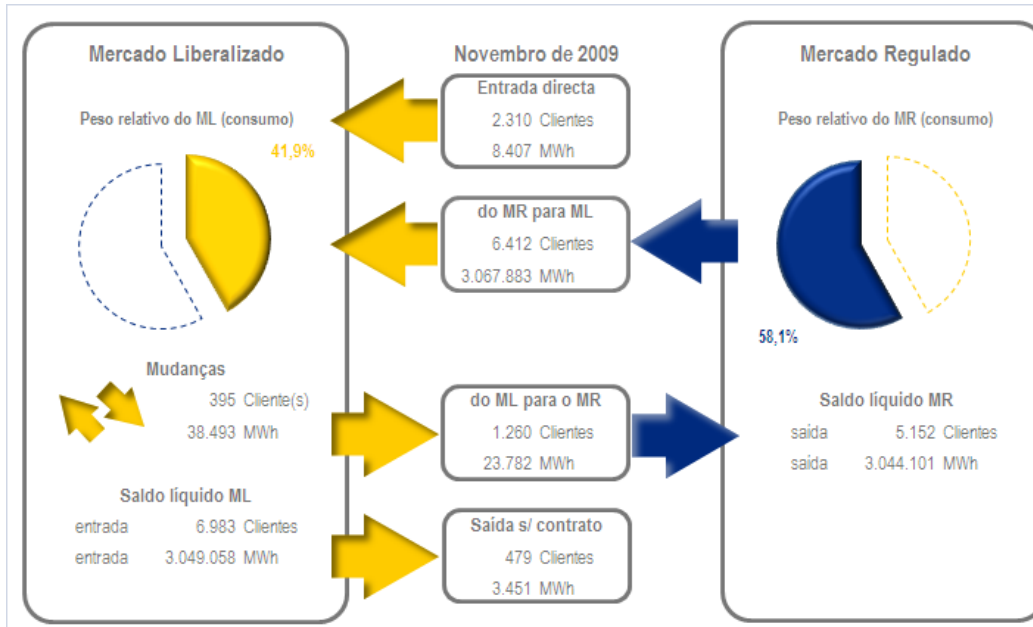 Mercado Liberalizado
Peso relativo do ML (consumo)
41,9%
Mudanças
395 Cliente(s)
38.493 MWh
Saldo líquido ML
entrada 6.983 Clientes
entrada 3.049.058 MWh
Novembro de 2009
Entrada directa
2.310 Clientes
8.407 MWh
do MR para ML
6.412 Clientes
3.067.883 MWh
do ML para o MR
1.260 Clientes
23.782 MWh
Saída s/ contrato
479 Clientes
3.451 MWh
Mercado Regulado
Peso relativo do MR (consumo)
58,1%
Saldo líquido MR
saida 5.152 Clientes
saida 3.044.101 MWh